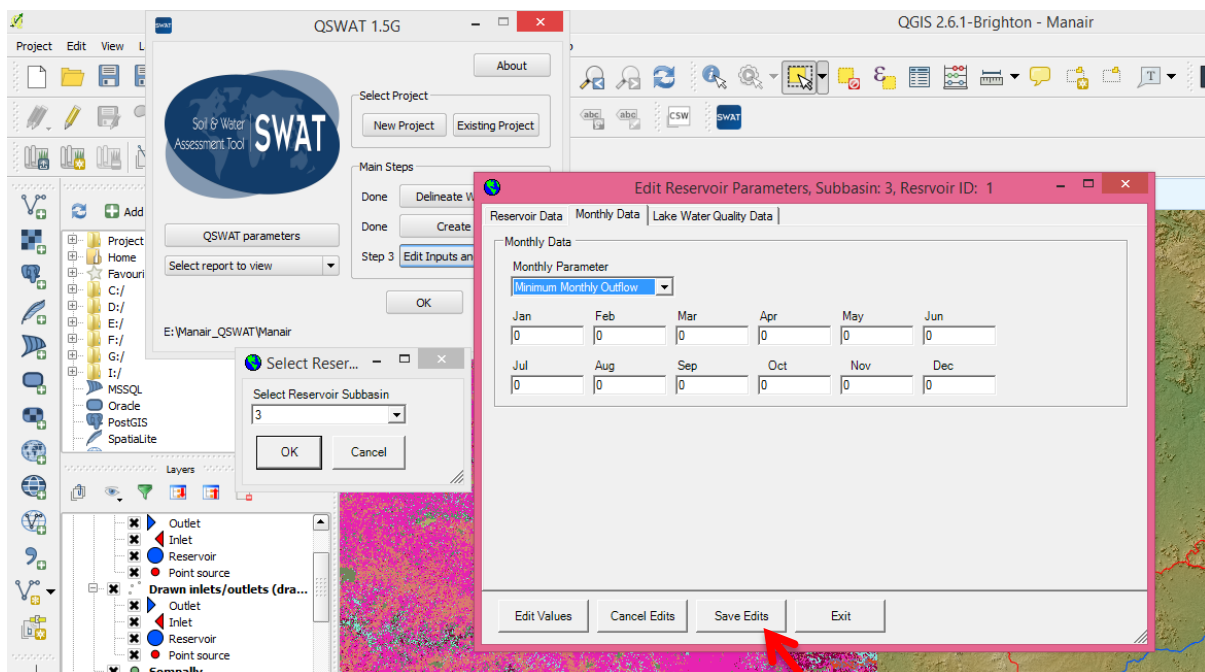 QGIS 2.6.1-Brighton - Manair
Project Edit View L
SWAT QSWAT 1.5G
About
Soil & Water
Assessment Tool
SWAT
Select Project
New Project Existing Project
Main Steps
Done Delineate W
Done Create
Step 3 Edit Inputs an
QSWAT parameters
Select report to view
OK
E:\Manair_QSWAT\Manair
abc abc CSW SWAT
T
Add
Project
Home
Favouri
C:/
D:/
E:/
F:/
G:/
I:/
MSSQL
Oracle
PostGIS
SpatiaLite
Select Reser...
Select Reservoir Subbasin
3
OK Cancel
Layers
Outlet
Inlet
Reservoir
Point source
Drawn inlets/outlets (dra...
Outlet
Inlet
Reservoir
Point source
Edit Reservoir Parameters, Subbasin: 3, Resrvoir ID: 1
Reservoir Data Monthly Data Lake Water Quality Data
Monthly Data
Monthly Parameter
Minimum Monthly Outflow
Jan Feb Mar Apr May Jun
0 0 0 0 0 0
Jul Aug Sep Oct Nov Dec
0 0 0 0 0 0
Edit Values Cancel Edits Save Edits Exit